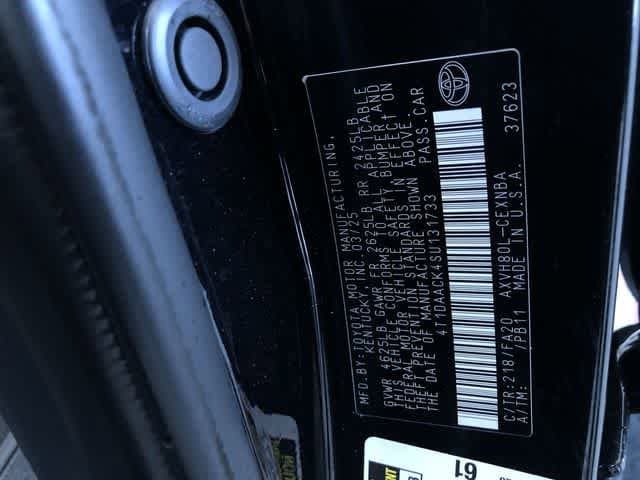 MFD.BY:TOYOTA MOTOR MANUFACTURING,
KENTUCKY, INC. 03/25
GVWR 4625LB GAWR FR 2625LB RR 2425LB
THIS VEHICLE CONFORMS TO ALL APPLICABLE
FEDERAL MOTOR VEHICLE SAFETY BUMPER, AND
THEFT PREVENTION STANDARDS IN EFFECT ON
THE DATE OF MANUFACTURE SHOWN ABOVE.
4T1DAACK4SU131733 PASS. CAR
C/TR:218/FA20 AXVH80L-CEXNBA
A/TM: /PB11 MADE IN U.S.A. 37623
61